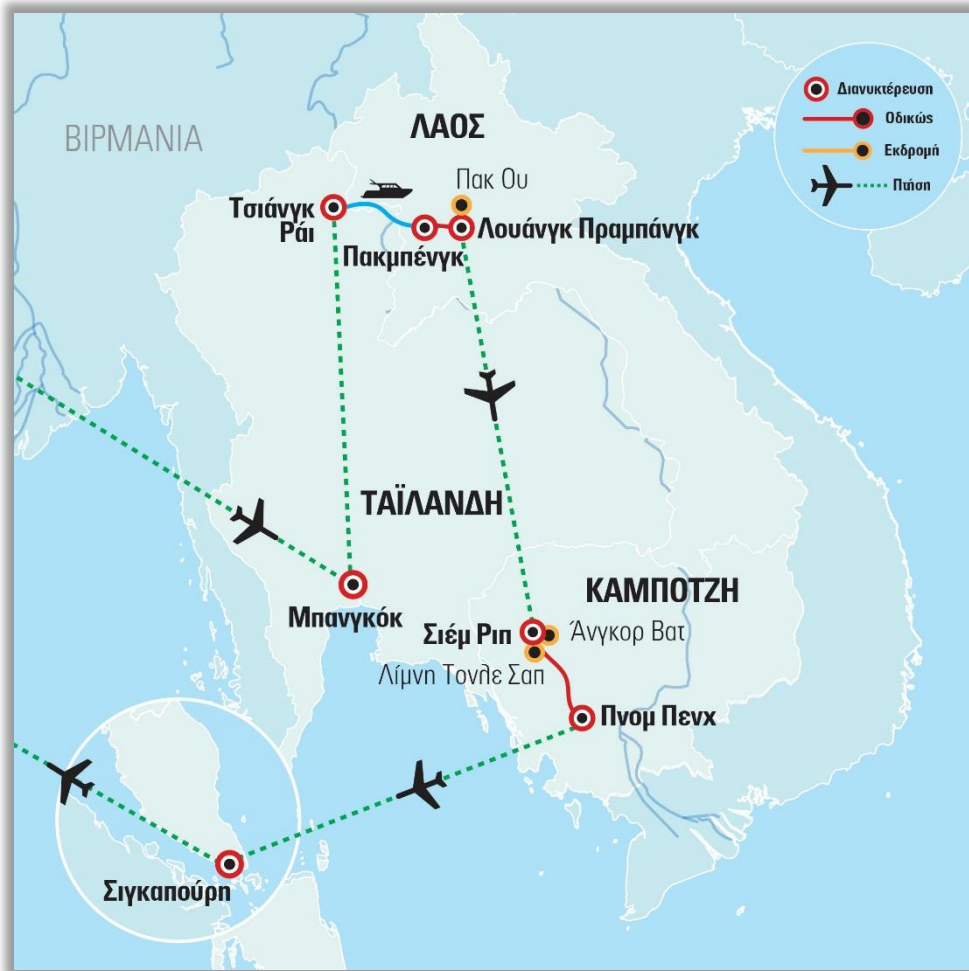 Διανυκτέρευση
Οδικώς
Εκδρομή
Πτήση
ΒΙΡΜΑΝΙΑ
ΛΑΟΣ
Πακ Ου
Τσιάνγκ
Ράι
Λουάνγκ Πραμπάνγκ
Πακμπένγκ
ΤΑΪΛΑΝΔΗ
Μπανγκόκ
ΚΑΜΠΟΤΖΗ
Σιέμ Ριπ
Άνγκορ Βατ
Λίμνη Τονλε Σαπ
Πνομ Πενχ
Σιγκαπούρη